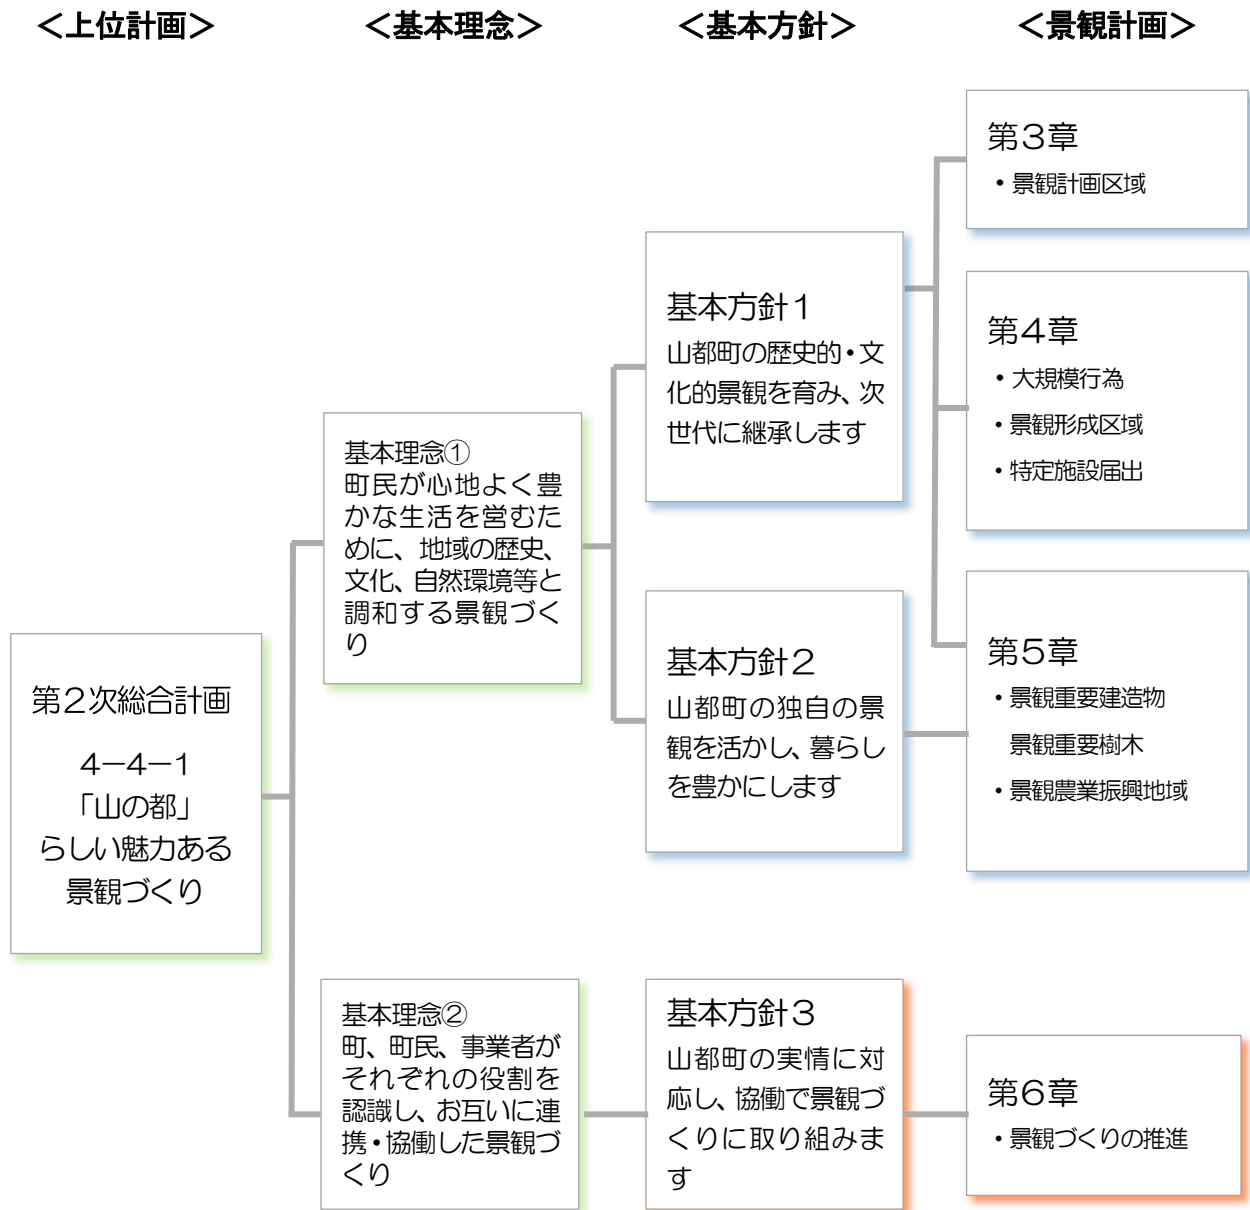 ＜上位計画＞
＜基本理念＞
＜基本方針＞
＜景観計画＞
第２次総合計画
４－４－１
「山の都」
らしい魅力ある
景観づくり
基本理念①
町民が心地よく豊
かな生活を営むた
めに、地域の歴史、
文化、自然環境等と
調和する景観づく
り
基本理念②
町、町民、事業者が
それぞれの役割を
認識し、お互いに連
携・協働した景観づ
くり
基本方針１
山都町の歴史的・文
化的景観を育み、次
世代に継承します
基本方針２
山都町の独自の景
観を活かし、暮らし
を豊かにします
基本方針３
山都町の実情に対
応し、協働で景観づ
くりに取り組みま
す
第３章
・景観計画区域
第４章
・大規模行為
・景観形成区域
・特定施設届出
第５章
・景観重要建造物
景観重要樹木
・景観農業振興地域
第６章
・景観づくりの推進